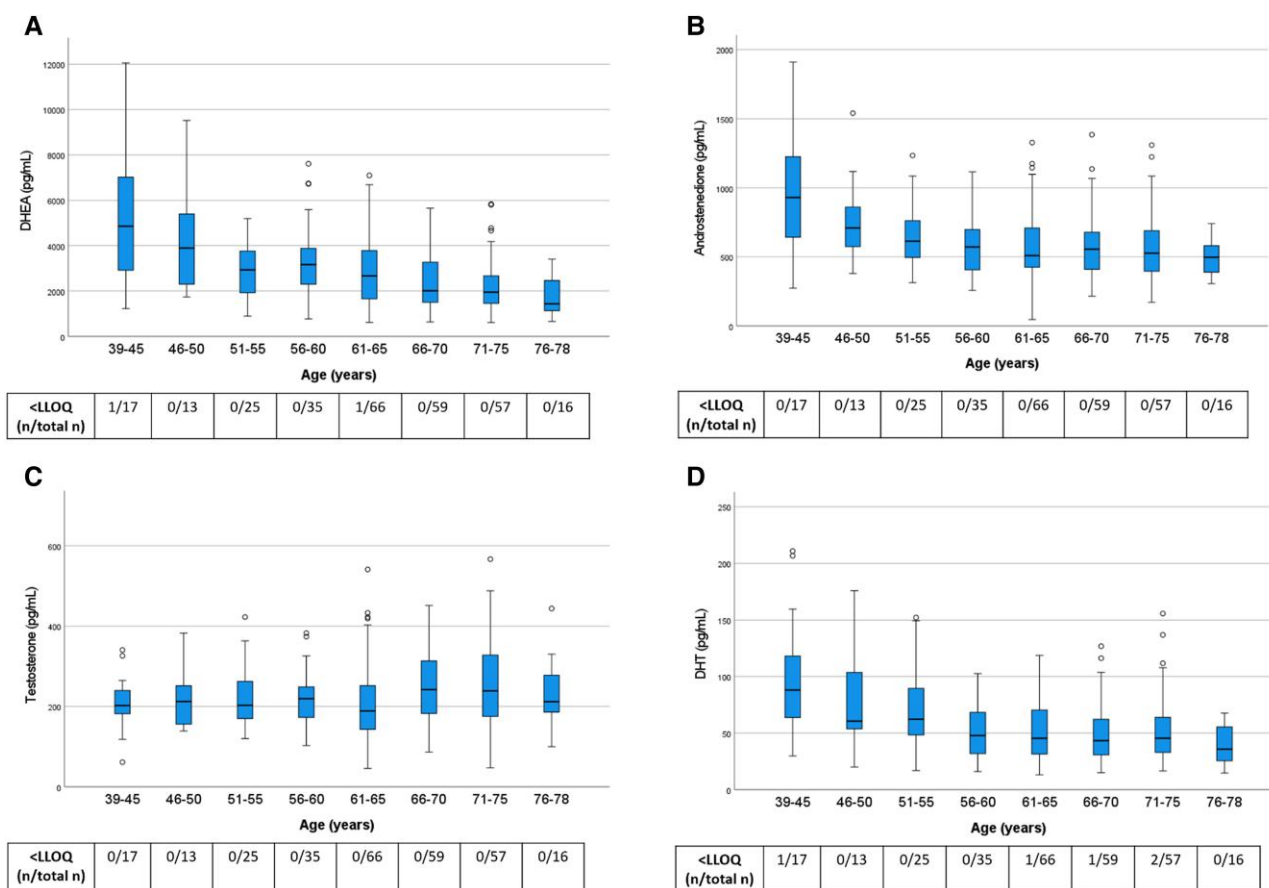 A
DHEA (pg/mL)
12000
10000
8000
6000
4000
2000
0
39-45 46-50 51-55 56-60 61-65 66-70 71-75 76-78
Age (years)
<LLOQ (n/total n) 1/17 0/13 0/25 0/35 1/66 0/59 0/57 0/16
B
Androstenedione (pg/mL)
2000
1500
1000
500
0
39-45 46-50 51-55 56-60 61-65 66-70 71-75 76-78
Age (years)
<LLOQ (n/total n) 0/17 0/13 0/25 0/35 0/66 0/59 0/57 0/16
C
Testosterone (pg/mL)
600
400
200
0
39-45 46-50 51-55 56-60 61-65 66-70 71-75 76-78
Age (years)
<LLOQ (n/total n) 0/17 0/13 0/25 0/35 0/66 0/59 0/57 0/16
D
DHT (pg/mL)
250
200
150
100
50
0
39-45 46-50 51-55 56-60 61-65 66-70 71-75 76-78
Age (years)
<LLOQ (n/total n) 1/17 0/13 0/25 0/35 1/66 1/59 2/57 0/16